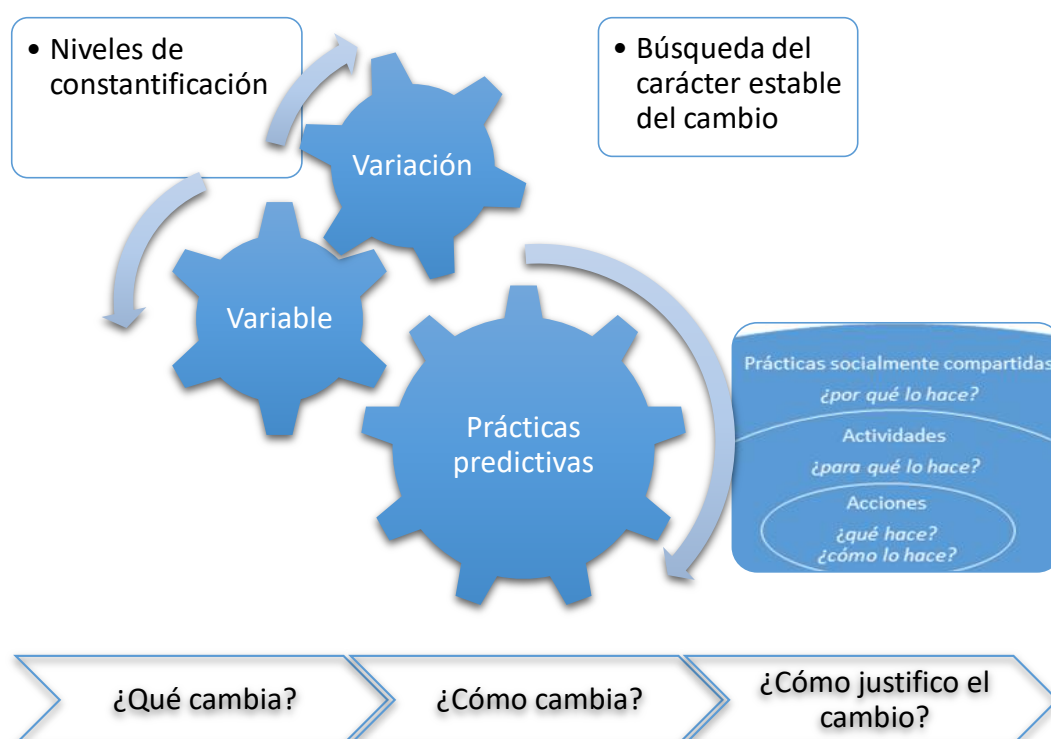 • Niveles de
constantificación
• Búsqueda del
carácter estable
del cambio
Variación
Variable
Prácticas
predictivas
Prácticas socialmente compartidas
¿por qué lo hace?
Actividades
¿para qué lo hace?
Acciones
¿qué hace?
¿cómo lo hace?
¿Qué cambia?
¿Cómo cambia?
¿Cómo justifico el
cambio?